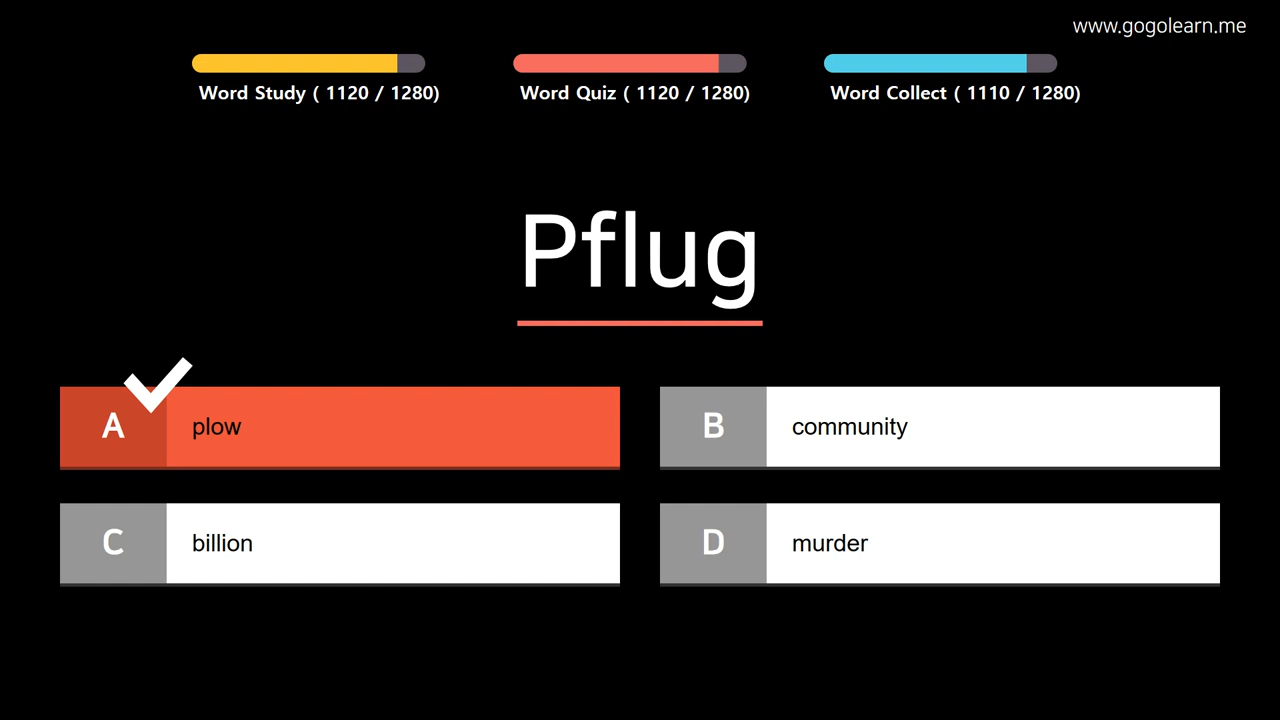 www.gogolearn.me
Word Study ( 1120 / 1280)
Word Quiz ( 1120 / 1280)
Word Collect ( 1110 / 1280)
Pflug
A plow
B community
C billion
D murder